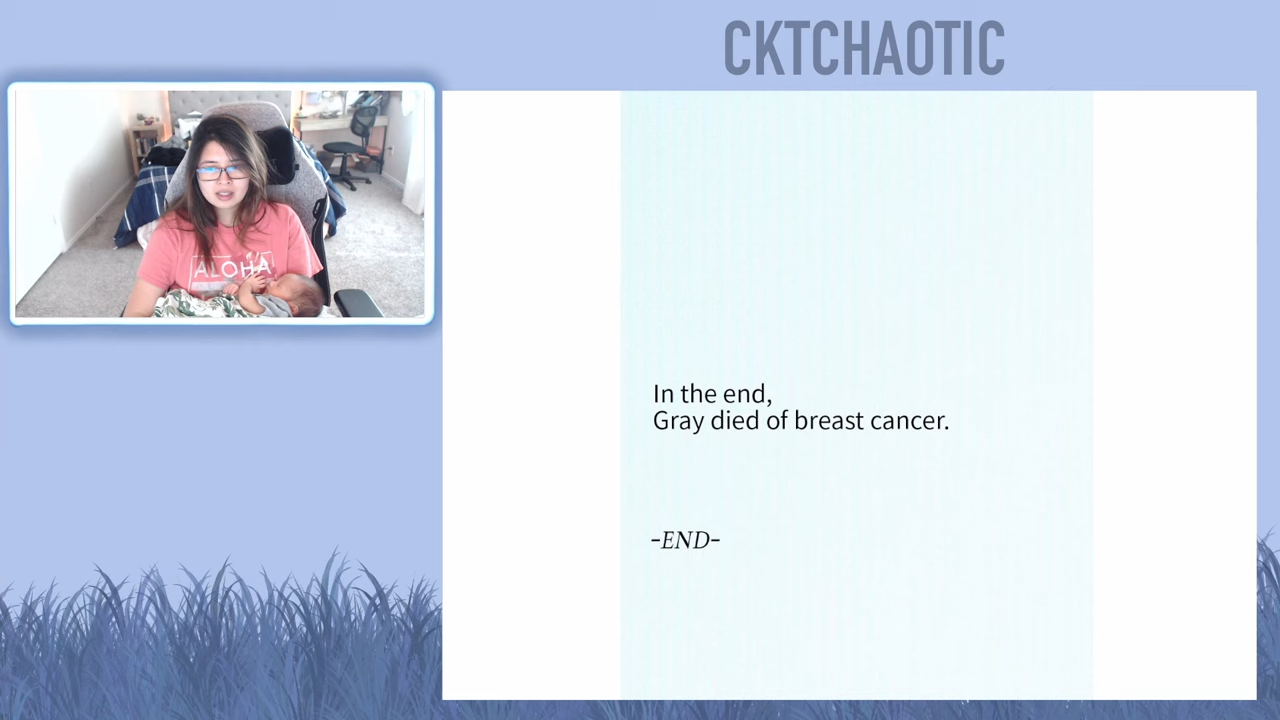 CKTCHAOTIC
ALOHA
In the end,
Gray died of breast cancer.
-END-